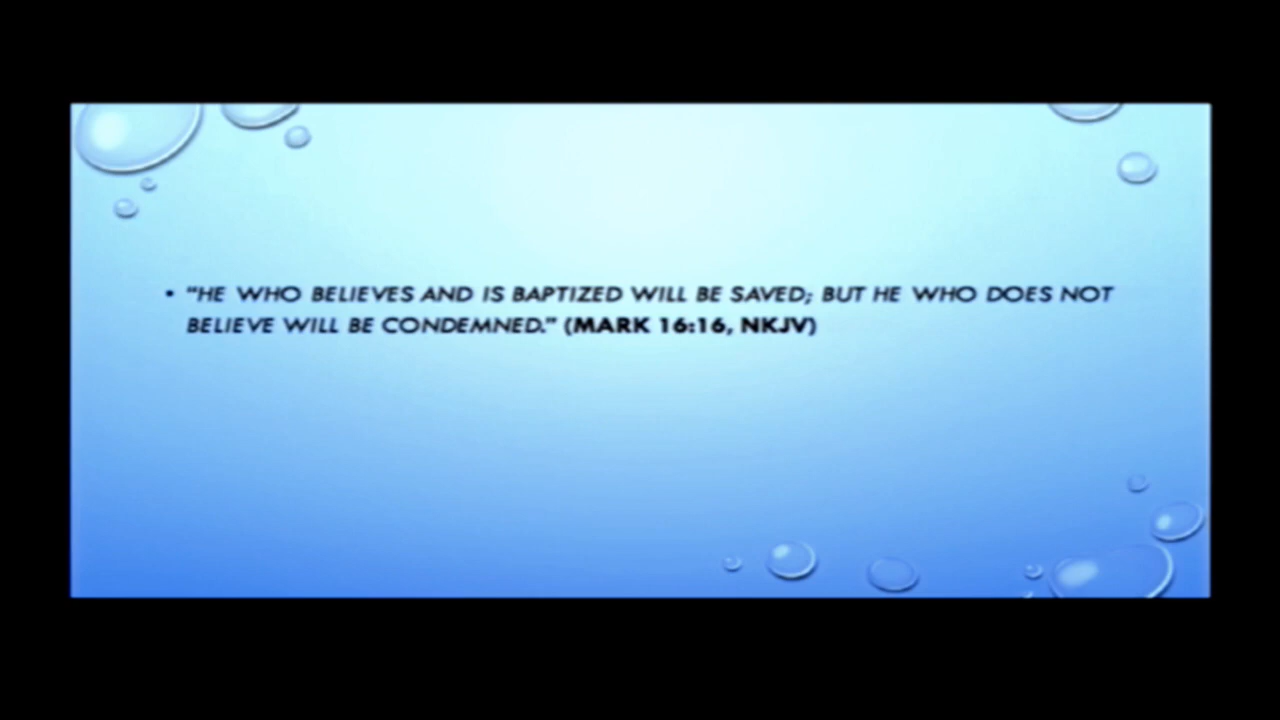 • "HE WHO BELIEVES AND IS BAPTIZED WILL BE SAVED; BUT HE WHO DOES NOT
BELIEVE WILL BE CONDEMNED." (MARK 16:16, NKJV)